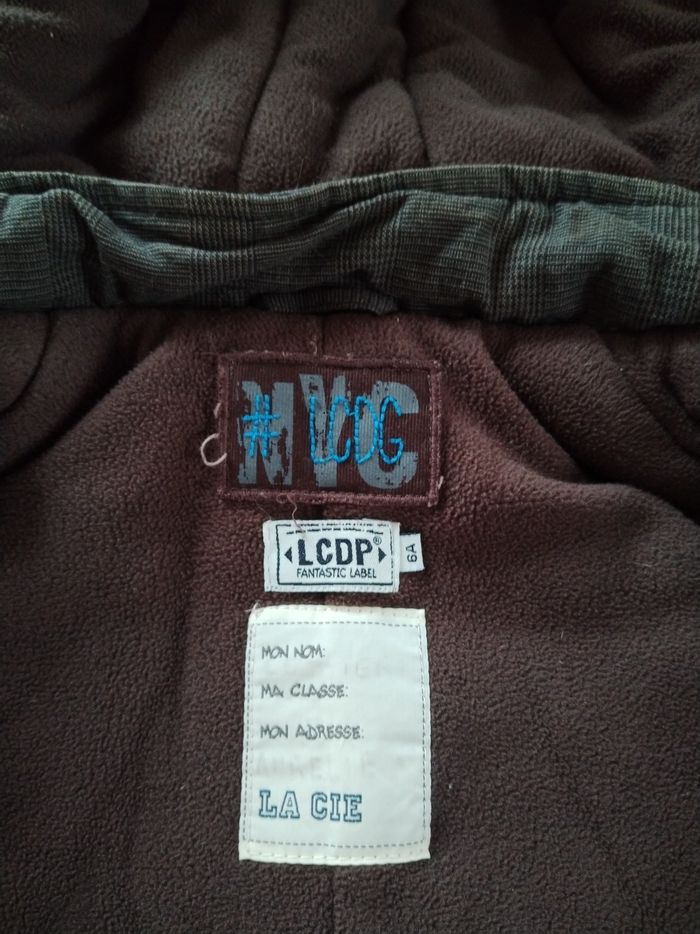 NYC
# LCDG
LCDP®
FANTASTIC LABEL
6A
MON NOM:
MA CLASSE:
MON ADRESSE:
LA CIE